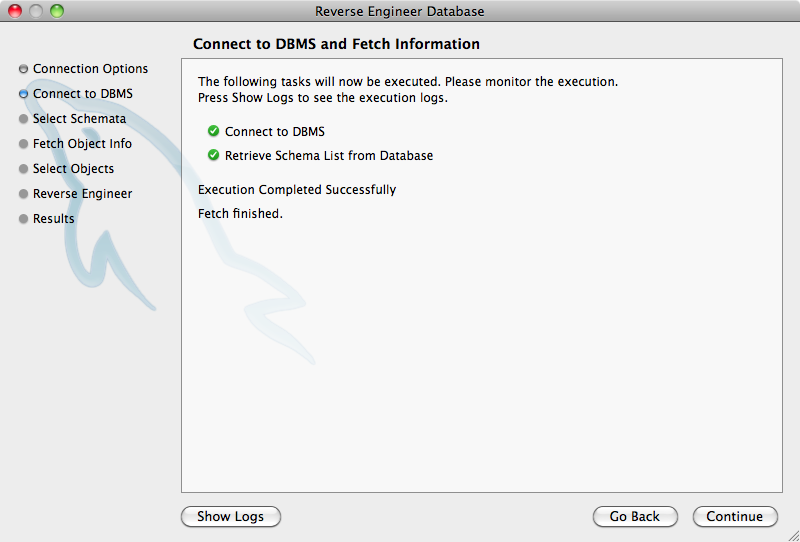 Reverse Engineer Database
Connect to DBMS and Fetch Information
Connection Options
Connect to DBMS
Select Schemata
Fetch Object Info
Select Objects
Reverse Engineer
Results
The following tasks will now be executed. Please monitor the execution.
Press Show Logs to see the execution logs.
Connect to DBMS
Retrieve Schema List from Database
Execution Completed Successfully
Fetch finished.
Show Logs
Go Back
Continue